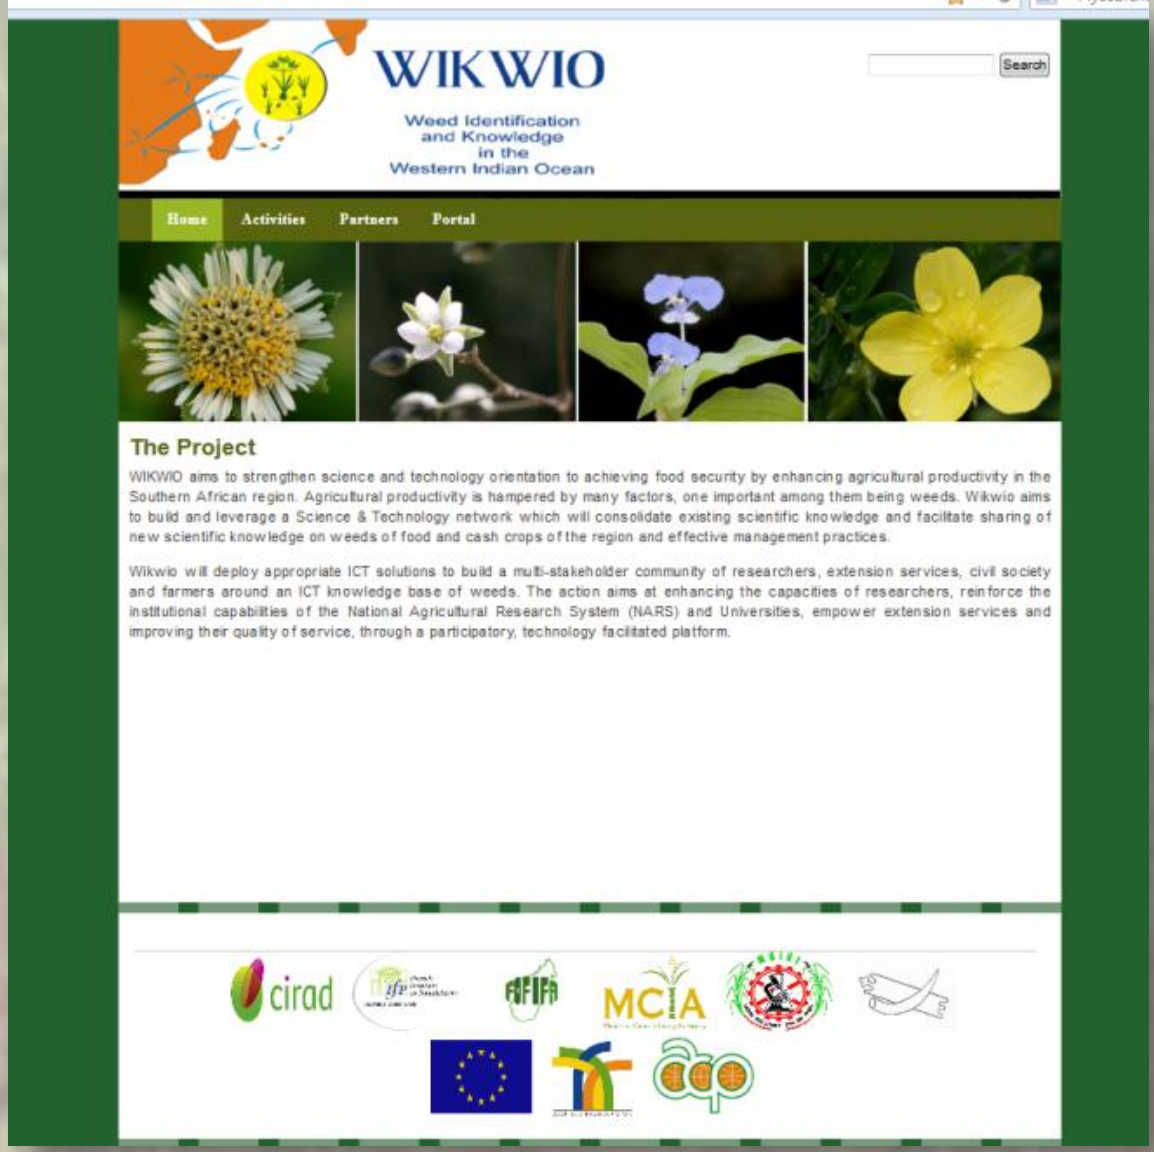 Search
WIKWIO
Weed Identification
and Knowledge
in the
Western Indian Ocean
Home Activities Partners Portal
The Project
WIKWIO aims to strengthen science and technology orientation to achieving food security by enhancing agricultural productivity in the
Southern African region. Agricultural productivity is hampered by many factors, one important among them being weeds. Wikwio aims
to build and leverage a Science & Technology network which will consolidate existing scientific knowledge and facilitate sharing of
new scientific knowledge on weeds of food and cash crops of the region and effective management practices.
Wikwio will deploy appropriate ICT solutions to build a multi-stakeholder community of researchers, extension services, civil society
and farmers around an ICT knowledge base of weeds. The action aims at enhancing the capacities of researchers, reinforce the
institutional capabilities of the National Agricultural Research System (NARS) and Universities, empower extension services and
improving their quality of service, through a participatory, technology facilitated platform.
cirad ifp FOFIFA MCIA MSIRI
acp